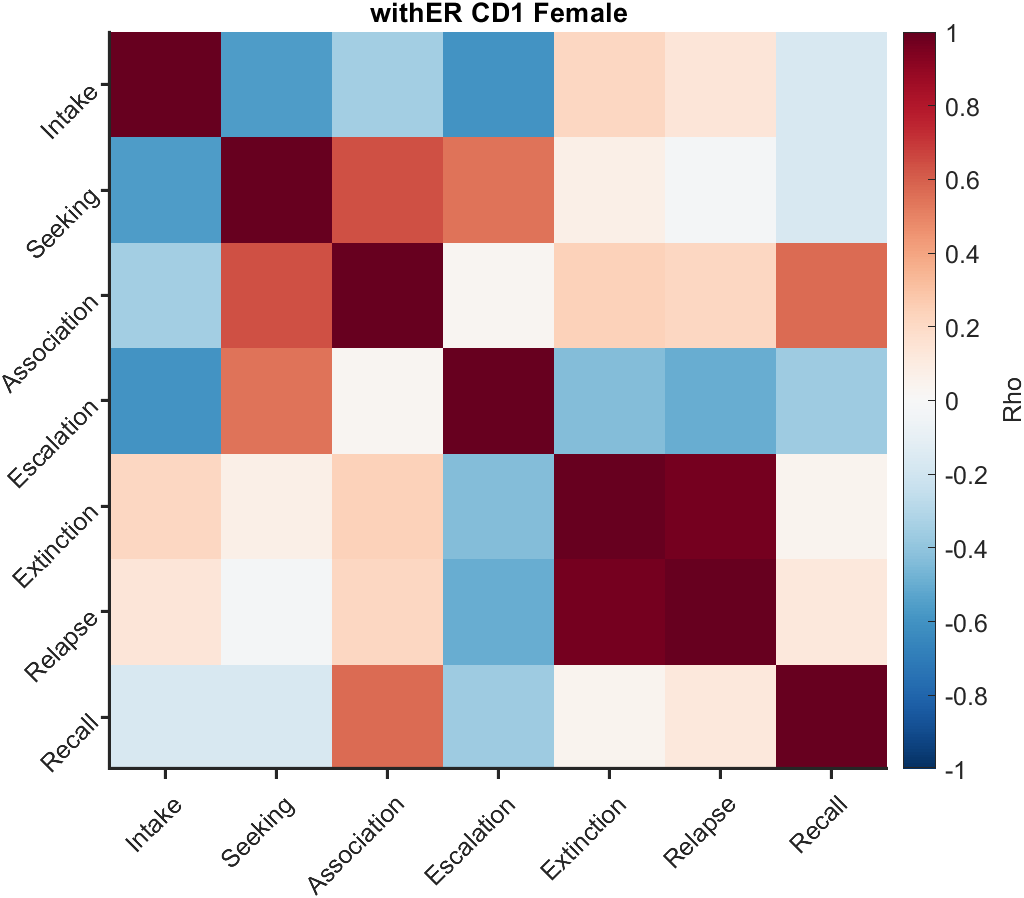 withER CD1 Female
Intake
Seeking
Association
Escalation
Extinction
Relapse
Recall
Intake
Seeking
Association
Escalation
Extinction
Relapse
Recall
1
0.8
0.6
0.4
0.2
0
-0.2
-0.4
-0.6
-0.8
-1
Rho